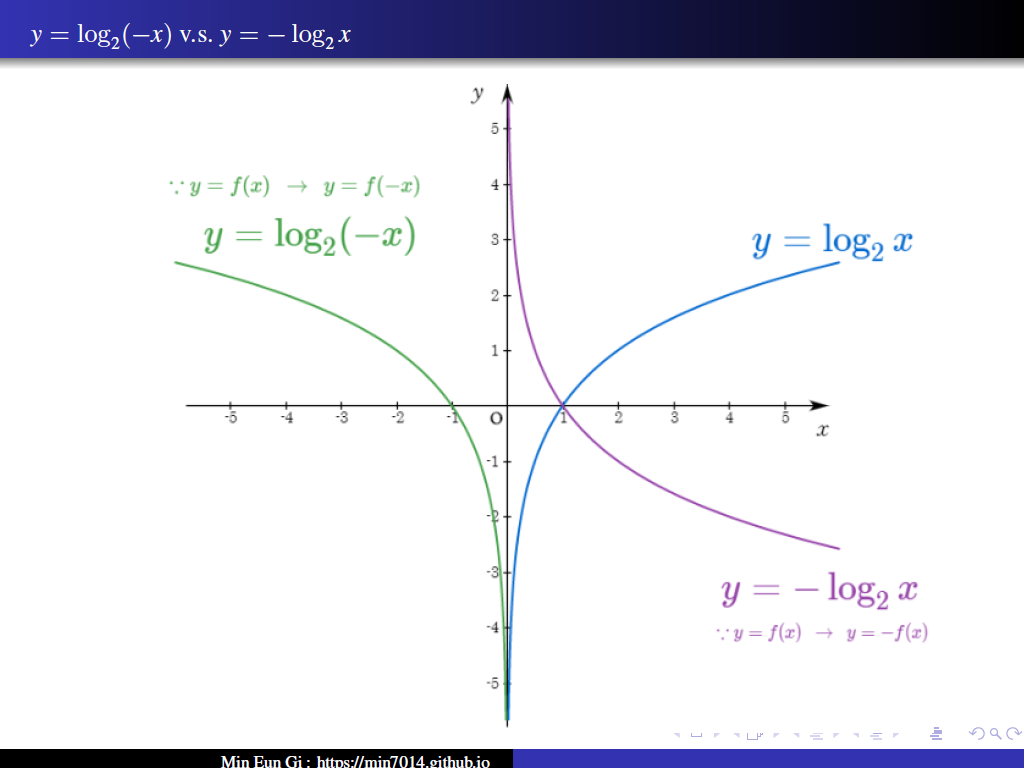 y = log₂(−x) v.s. y = − log₂ x
y
5
∵ y = f(x) → y = f(−x)
4
y = log₂(−x)
3
y = log₂ x
2
1
-5 -4 -3 -2 -1 O 1 2 3 4 5
x
-1
-2
-3
y = − log₂ x
-4
∵ y = f(x) → y = −f(x)
-5
Min Eun Gi : https://min7014.github.io